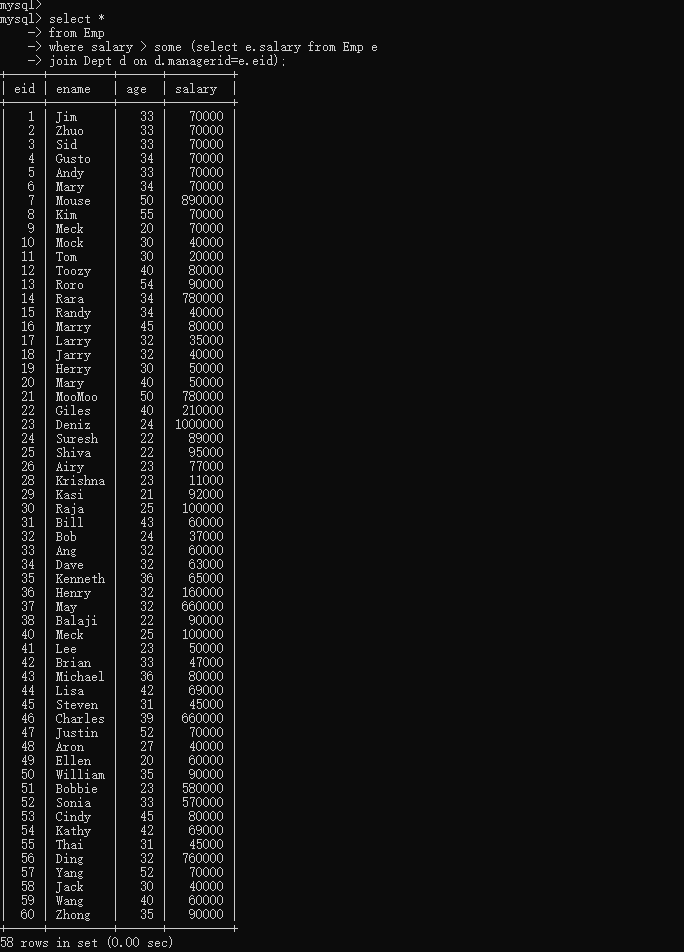 mysql>
mysql> select *
    -> from Emp
    -> where salary > some (select e.salary from Emp e
    -> join Dept d on d.managerid=e.eid);
| eid | ename | age | salary |
| 1 | Jim | 33 | 70000 |
| 2 | Zhuo | 33 | 70000 |
| 3 | Sid | 33 | 70000 |
| 4 | Gusto | 34 | 70000 |
| 5 | Andy | 33 | 70000 |
| 6 | Mary | 34 | 70000 |
| 7 | Mouse | 50 | 890000 |
| 8 | Kim | 55 | 70000 |
| 9 | Meck | 20 | 70000 |
| 10 | Mock | 30 | 40000 |
| 11 | Tom | 30 | 20000 |
| 12 | Toozy | 40 | 80000 |
| 13 | Roro | 54 | 90000 |
| 14 | Rara | 34 | 780000 |
| 15 | Randy | 34 | 40000 |
| 16 | Marry | 45 | 80000 |
| 17 | Larry | 32 | 35000 |
| 18 | Jarry | 32 | 40000 |
| 19 | Herry | 30 | 50000 |
| 20 | Mary | 40 | 50000 |
| 21 | MooMoo | 50 | 780000 |
| 22 | Giles | 40 | 210000 |
| 23 | Deniz | 24 | 1000000 |
| 24 | Suresh | 22 | 89000 |
| 25 | Shiva | 22 | 95000 |
| 26 | Airy | 23 | 77000 |
| 28 | Krishna | 23 | 11000 |
| 29 | Kasi | 21 | 92000 |
| 30 | Raja | 25 | 100000 |
| 31 | Bill | 43 | 60000 |
| 32 | Bob | 24 | 37000 |
| 33 | Ang | 32 | 60000 |
| 34 | Dave | 32 | 63000 |
| 35 | Kenneth | 36 | 65000 |
| 36 | Henry | 32 | 160000 |
| 37 | May | 32 | 660000 |
| 38 | Balaji | 22 | 90000 |
| 40 | Meck | 25 | 100000 |
| 41 | Lee | 23 | 50000 |
| 42 | Brian | 33 | 47000 |
| 43 | Michael | 36 | 80000 |
| 44 | Lisa | 42 | 69000 |
| 45 | Steven | 31 | 45000 |
| 46 | Charles | 39 | 660000 |
| 47 | Justin | 52 | 70000 |
| 48 | Aron | 27 | 40000 |
| 49 | Ellen | 20 | 60000 |
| 50 | William | 35 | 90000 |
| 51 | Bobbie | 23 | 580000 |
| 52 | Sonia | 33 | 570000 |
| 53 | Cindy | 45 | 80000 |
| 54 | Kathy | 42 | 69000 |
| 55 | Thai | 31 | 45000 |
| 56 | Ding | 32 | 760000 |
| 57 | Yang | 52 | 70000 |
| 58 | Jack | 30 | 40000 |
| 59 | Wang | 40 | 60000 |
| 60 | Zhong | 35 | 90000 |
58 rows in set (0.00 sec)